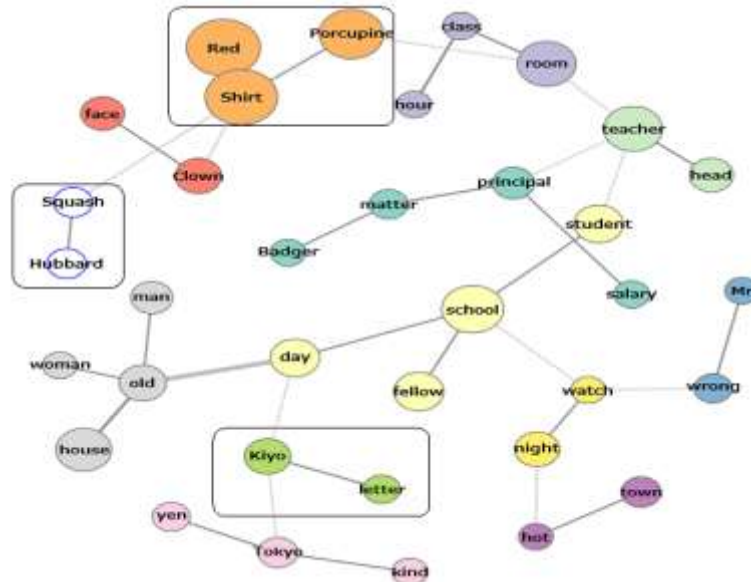 class
Porcupine
Red
room
Shirt
hour
face
teacher
Clown
principal
head
Squash
matter
student
Badger
Hubbard
man
salary
Mr
school
woman
day
old
fellow
watch
wrong
house
night
Kiyo
letter
town
yen
hot
Tokyo
kind